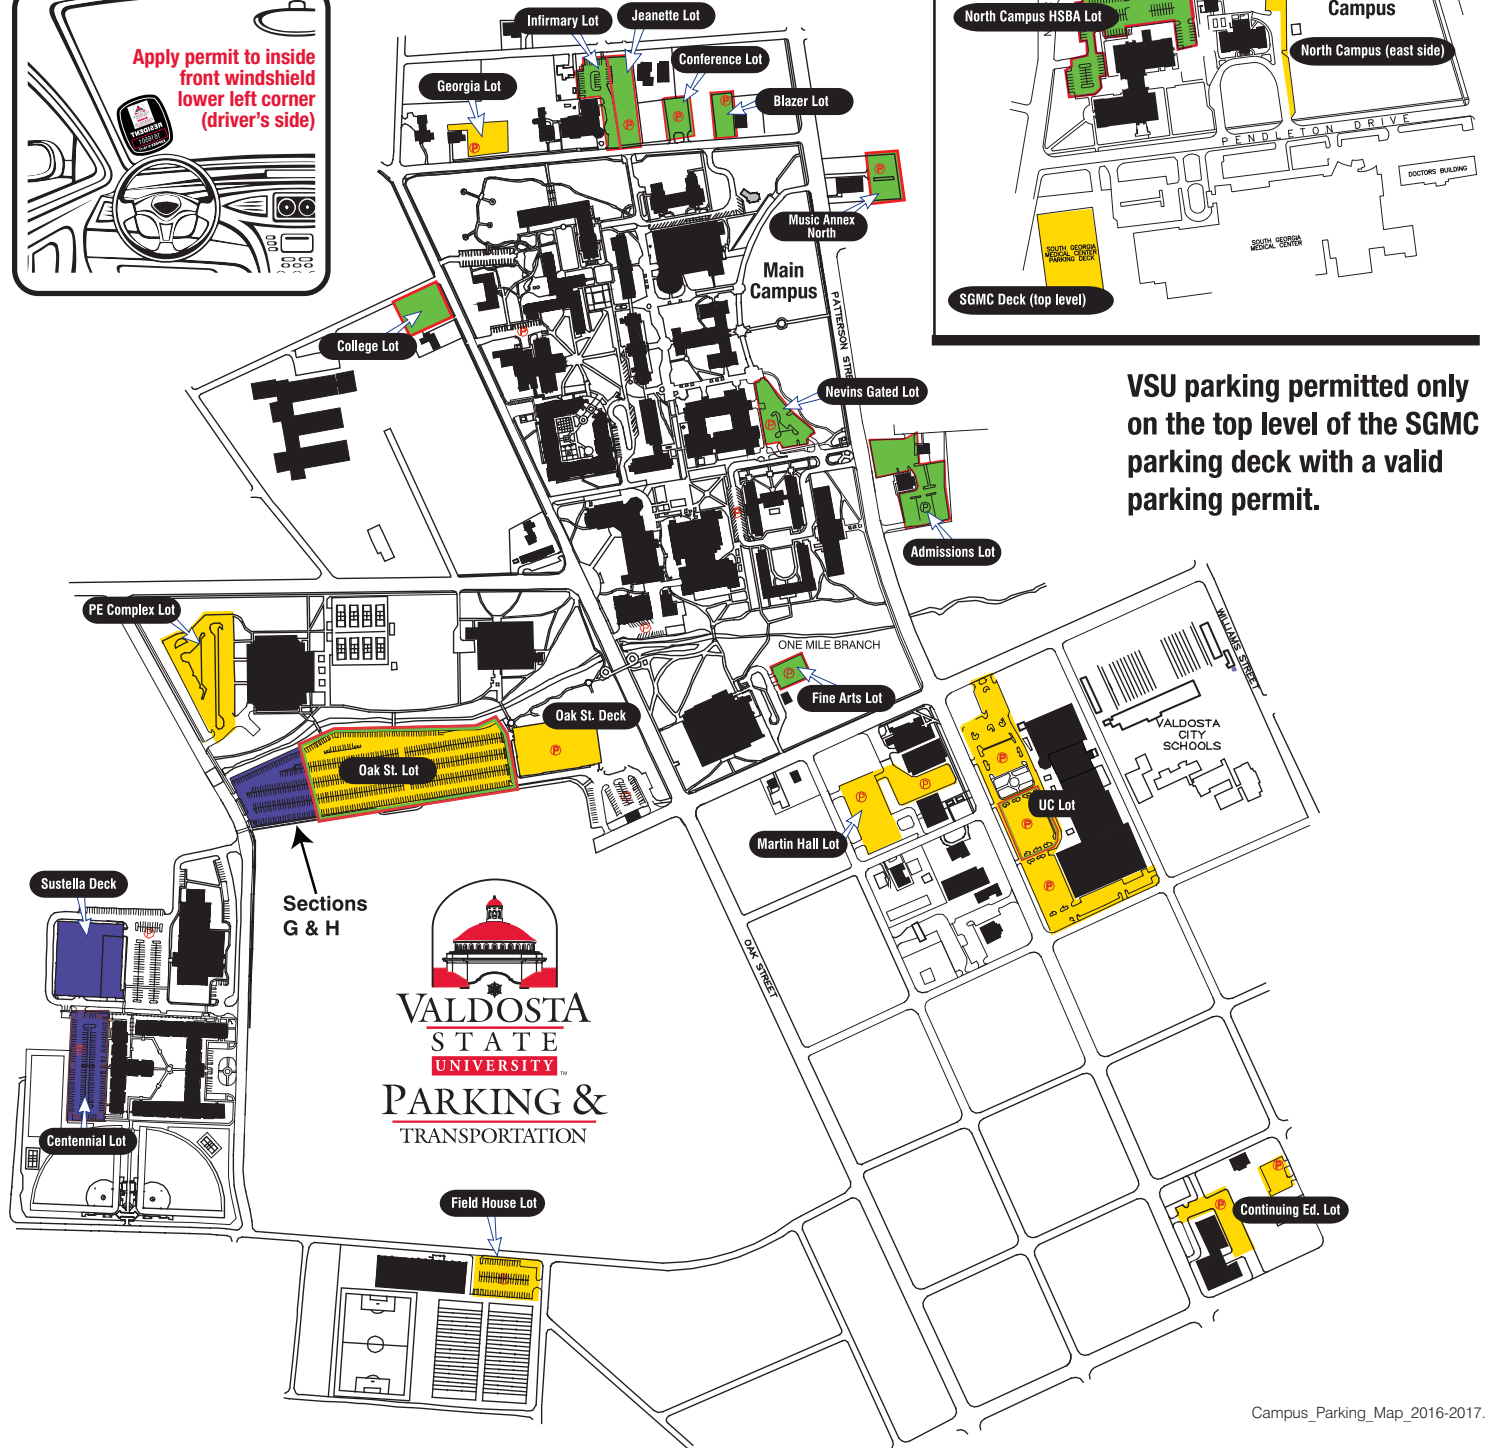 Apply permit to inside
front windshield
lower left corner
(driver's side)
RESIDENT
Infirmary Lot
Jeanette Lot
Conference Lot
Georgia Lot
Blazer Lot
Music Annex
North
Main
Campus
PATTERSON STRE
College Lot
Nevins Gated Lot
Admissions Lot
North Campus HSBA Lot
Campus
North Campus (east side)
PENDLETON DRIVE
DOCTORS BUILDING
SOUTH GEORGIA
MEDICAL CENTER
PARKING DECK
SOUTH GEORGIA
MEDICAL CENTER
SGMC Deck (top level)
VSU parking permitted only
on the top level of the SGMC
parking deck with a valid
parking permit.
PE Complex Lot
ONE MILE BRANCH
Fine Arts Lot
Oak St. Deck
Oak St. Lot
WILLIAMS STREET
VALDOSTA
CITY
SCHOOLS
UC Lot
Martin Hall Lot
Sections
G & H
Sustella Deck
OAK STREET
VALDOSTA
STATE
UNIVERSITY™
PARKING &
TRANSPORTATION
Centennial Lot
Field House Lot
Continuing Ed. Lot
Campus_Parking_Map_2016-2017.